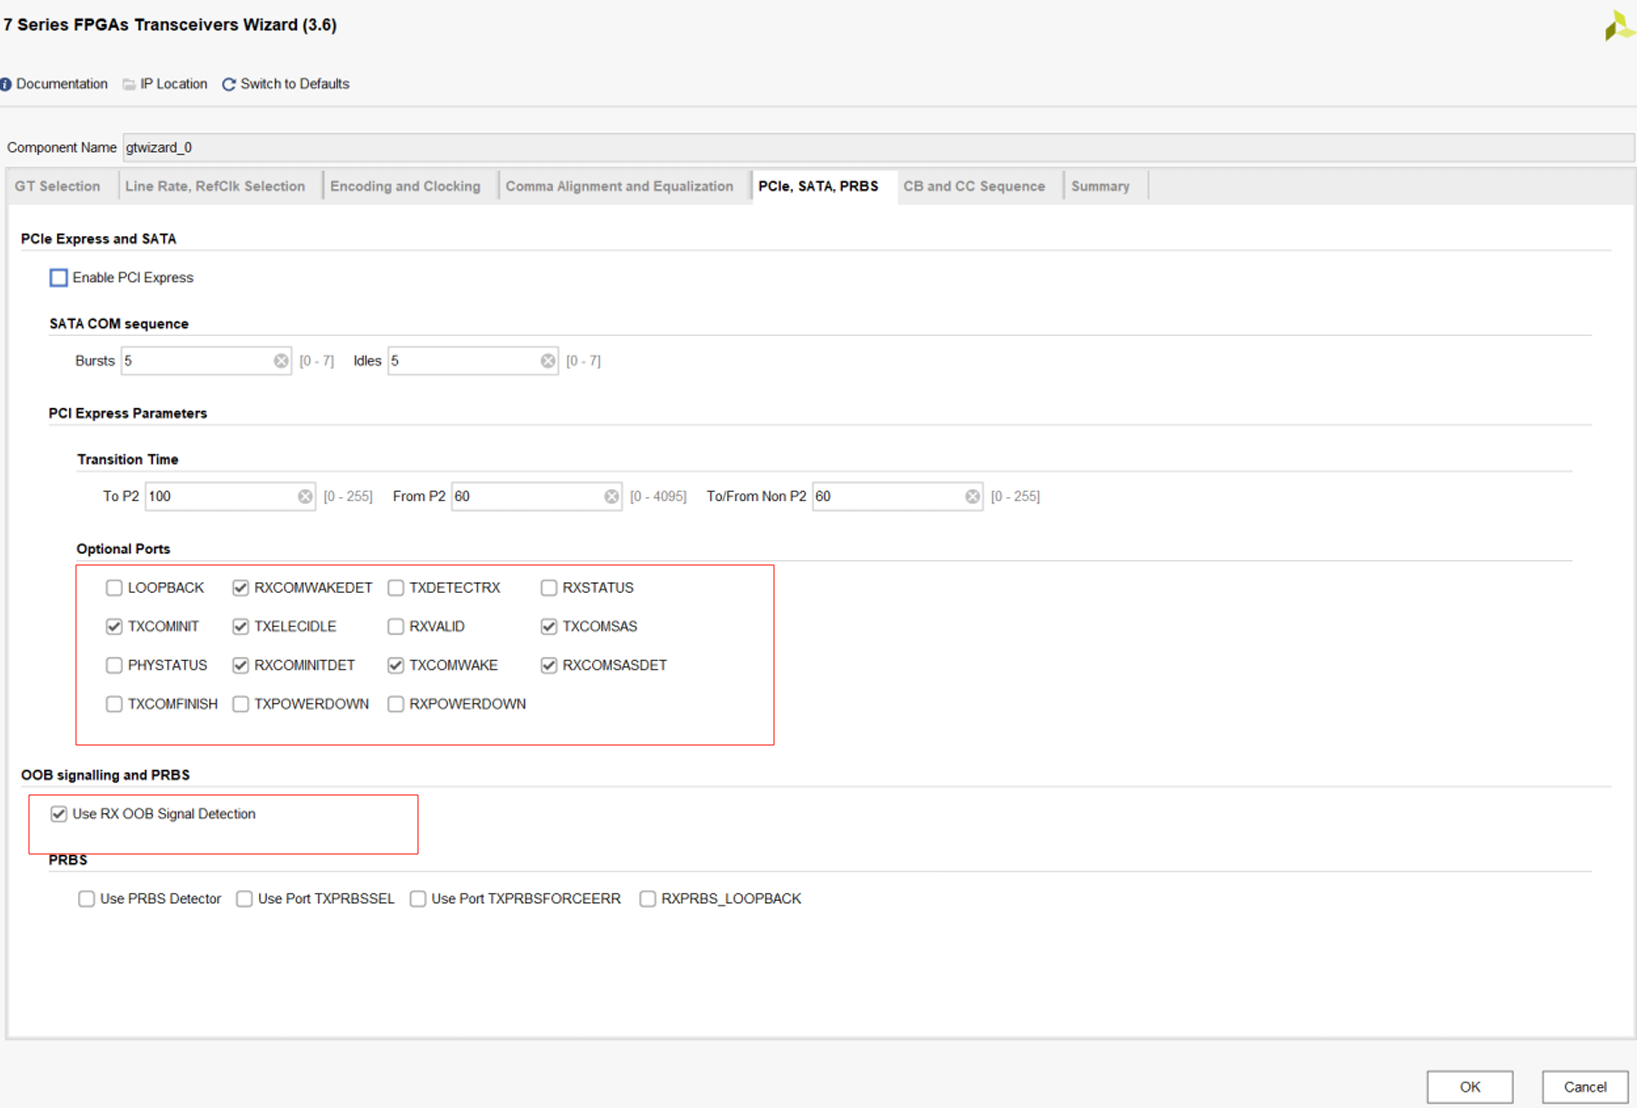 7 Series FPGAs Transceivers Wizard (3.6)
Documentation IP Location Switch to Defaults
Component Name gtwizard_0
GT Selection Line Rate, RefClk Selection Encoding and Clocking Comma Alignment and Equalization PCIe, SATA, PRBS CB and CC Sequence Summary
PCIe Express and SATA
Enable PCI Express
SATA COM sequence
Bursts 5 [0 - 7] Idles 5 [0 - 7]
PCI Express Parameters
Transition Time
To P2 100 [0 - 255] From P2 60 [0 - 4095] To/From Non P2 60 [0 - 255]
Optional Ports
LOOPBACK RXCOMWAKEDET TXDETECTRX RXSTATUS
TXCOMINIT TXELECIDLE RXVALID TXCOMSAS
PHYSTATUS RXCOMINITDET TXCOMWAKE RXCOMSASDET
TXCOMFINISH TXPOWERDOWN RXPOWERDOWN
OOB signalling and PRBS
Use RX OOB Signal Detection
PRBS
Use PRBS Detector Use Port TXPRBSSEL Use Port TXPRBSFORCEERR RXPRBS_LOOPBACK
OK Cancel